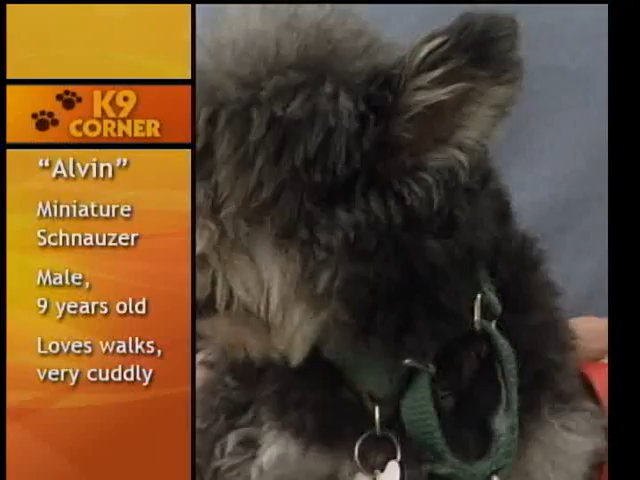 K9
CORNER
“Alvin”
Miniature
Schnauzer
Male,
9 years old
Loves walks,
very cuddly